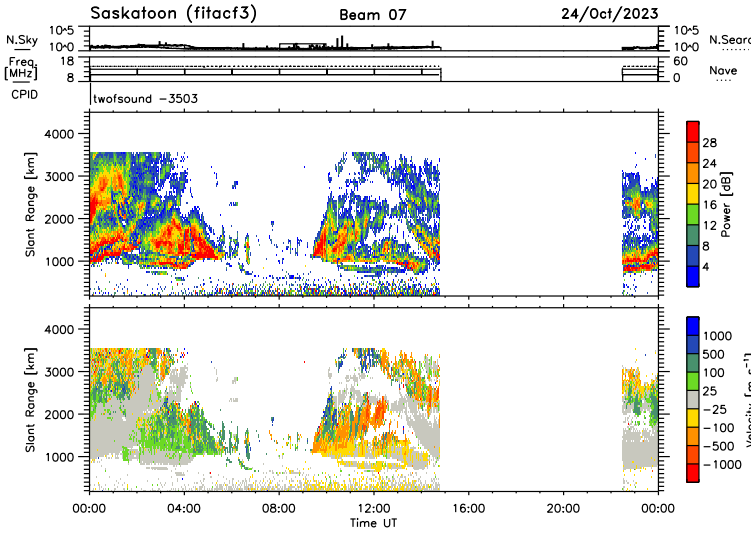 Saskatoon (fitacf3) Beam 07 24/Oct/2023
N.Sky 10^5 10^0 10^5 10^0 N.Sear
Freq. [MHz] 18 8 60 0 Nave
CPID twofsound -3503
Slant Range [km] 4000 3000 2000 1000
Power [dB] 28 24 20 16 12 8 4
Slant Range [km] 4000 3000 2000 1000
Velocity [m s^-1] 1000 500 100 25 -25 -100 -500 -1000
00:00 04:00 08:00 12:00 16:00 20:00 00:00
Time UT